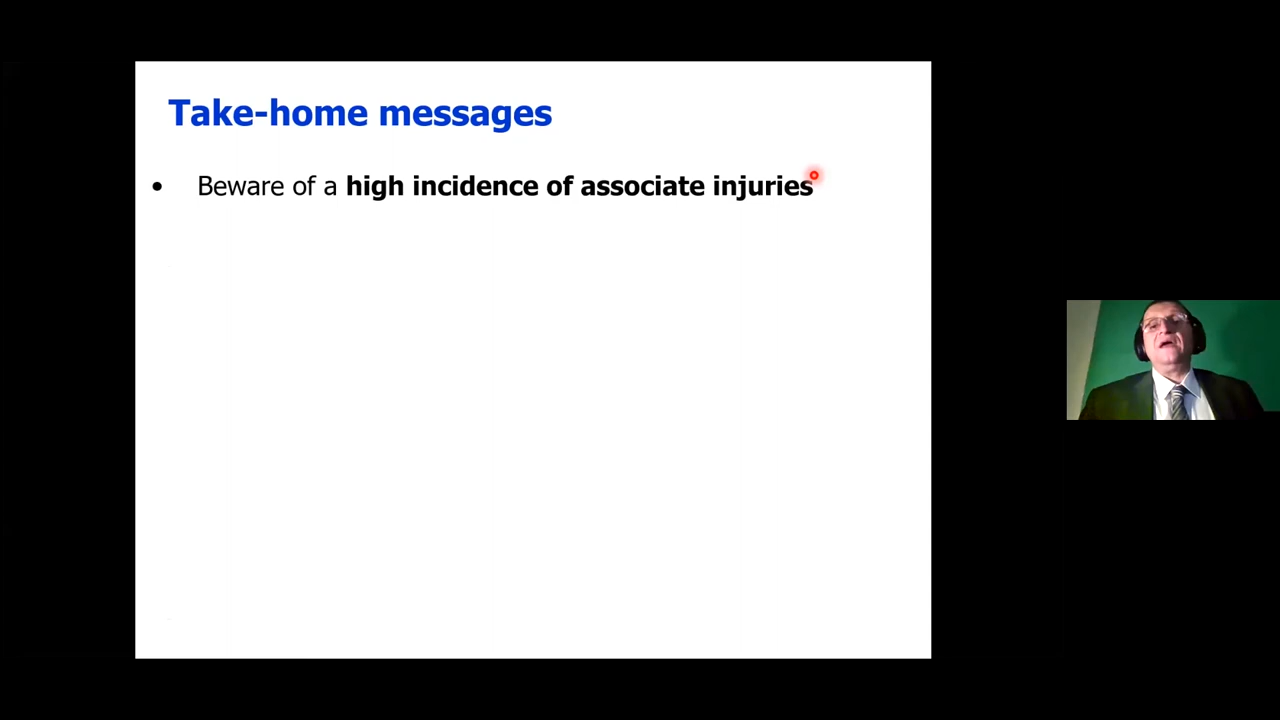 Take-home messages
• Beware of a high incidence of associate injuries